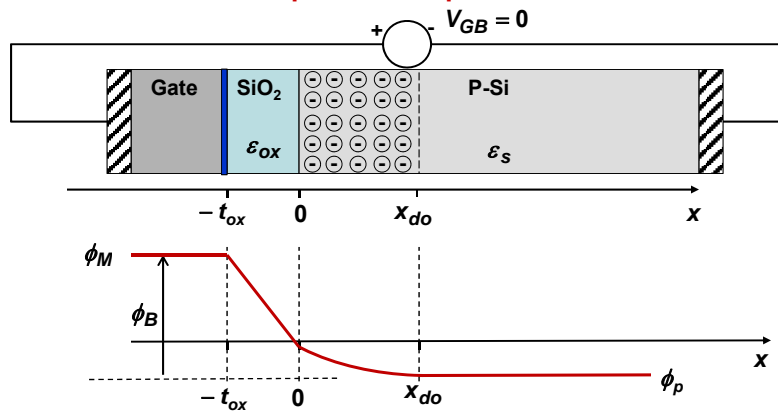 + - V_GB = 0
Gate SiO₂ P-Si
- - - - -
- - - - -
- - - - -
- - - - -
- - - - -
ε_ox ε_s
− t_ox 0 x_do x
ϕ_M
ϕ_B
x
− t_ox 0 x_do ϕ_p